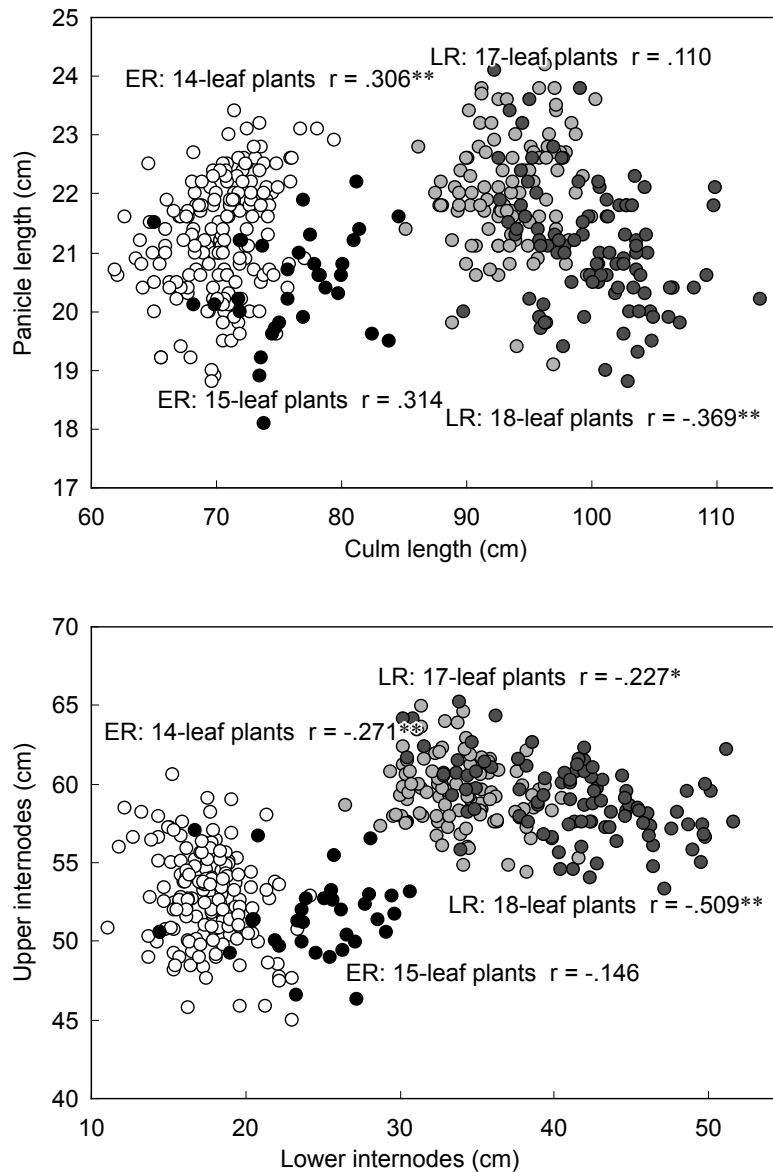 25
24
23
22
21
20
19
18
17
Panicle length (cm)
ER: 14-leaf plants r = .306**
LR: 17-leaf plants r = .110
ER: 15-leaf plants r = .314
LR: 18-leaf plants r = -.369**
60 70 80 90 100 110
Culm length (cm)
70
65
60
55
50
45
40
Upper internodes (cm)
LR: 17-leaf plants r = -.227*
ER: 14-leaf plants r = -.271**
LR: 18-leaf plants r = -.509**
ER: 15-leaf plants r = -.146
10 20 30 40 50
Lower internodes (cm)